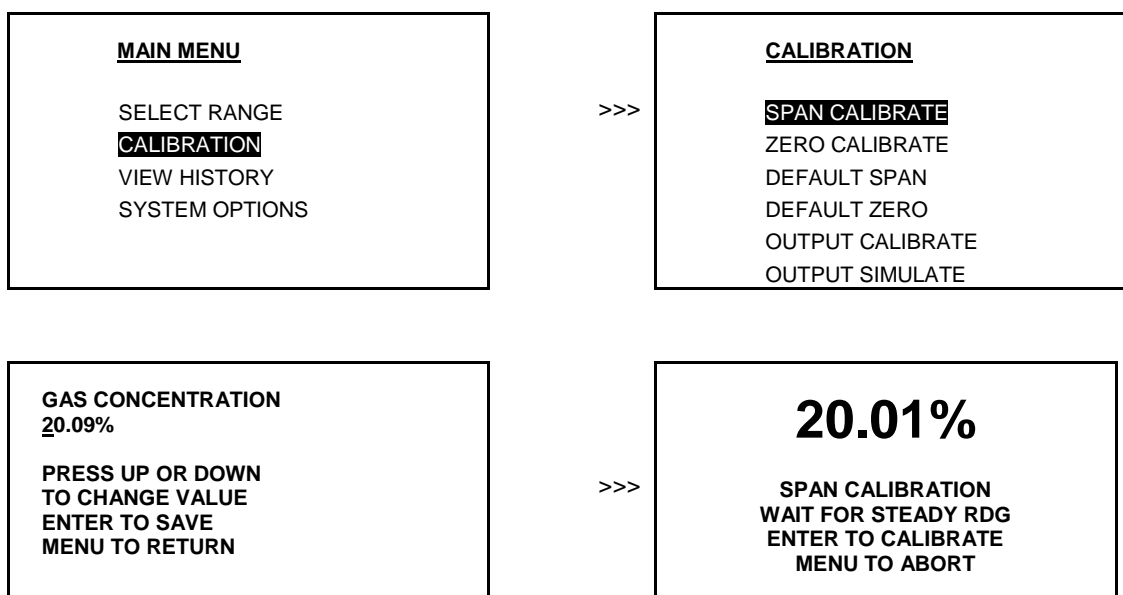 MAIN MENU
SELECT RANGE
CALIBRATION
VIEW HISTORY
SYSTEM OPTIONS
>>>
CALIBRATION
SPAN CALIBRATE
ZERO CALIBRATE
DEFAULT SPAN
DEFAULT ZERO
OUTPUT CALIBRATE
OUTPUT SIMULATE
GAS CONCENTRATION
20.09%
PRESS UP OR DOWN
TO CHANGE VALUE
ENTER TO SAVE
MENU TO RETURN
>>>
20.01%
SPAN CALIBRATION
WAIT FOR STEADY RDG
ENTER TO CALIBRATE
MENU TO ABORT